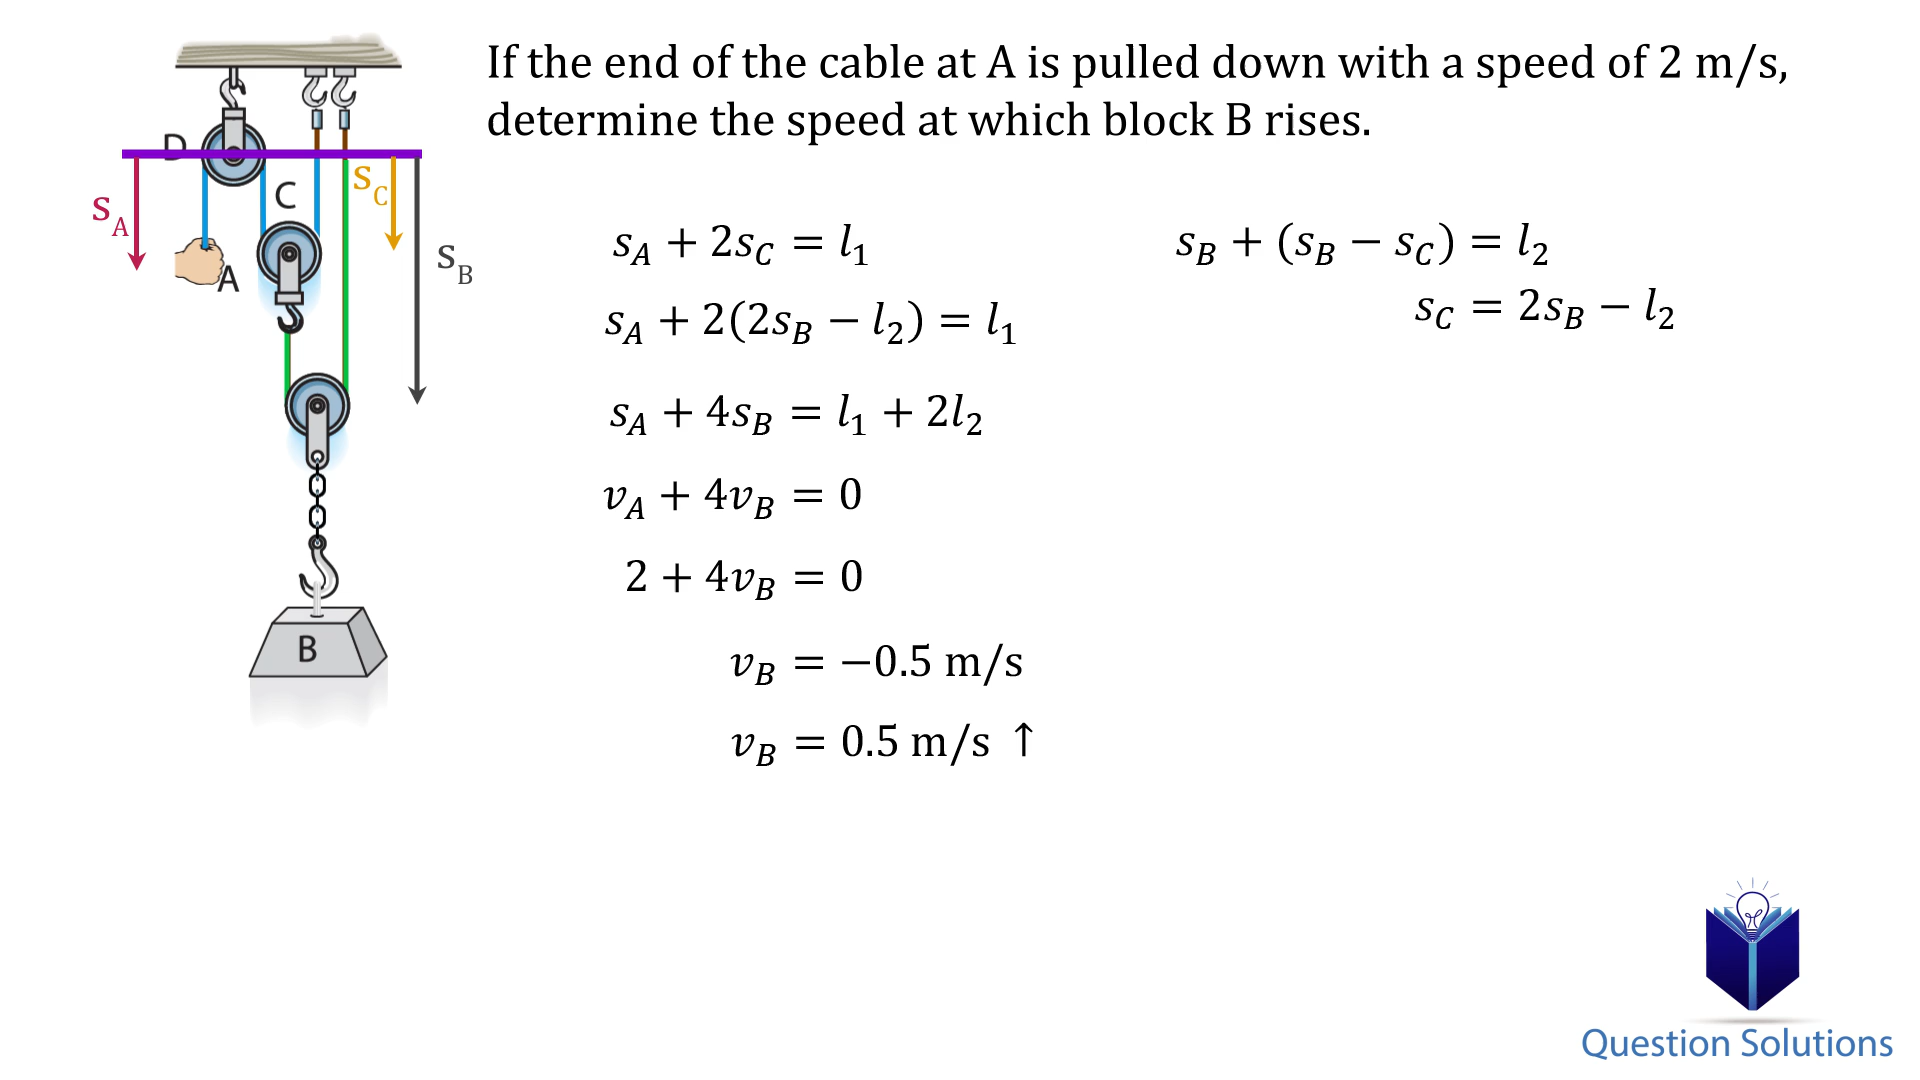 If the end of the cable at A is pulled down with a speed of 2 m/s,
determine the speed at which block B rises.
D
C
A
B
s_A
s_C
s_B
s_A + 2s_C = l_1
s_A + 2(2s_B − l_2) = l_1
s_A + 4s_B = l_1 + 2l_2
v_A + 4v_B = 0
2 + 4v_B = 0
v_B = −0.5 m/s
v_B = 0.5 m/s ↑
s_B + (s_B − s_C) = l_2
s_C = 2s_B − l_2
Question Solutions